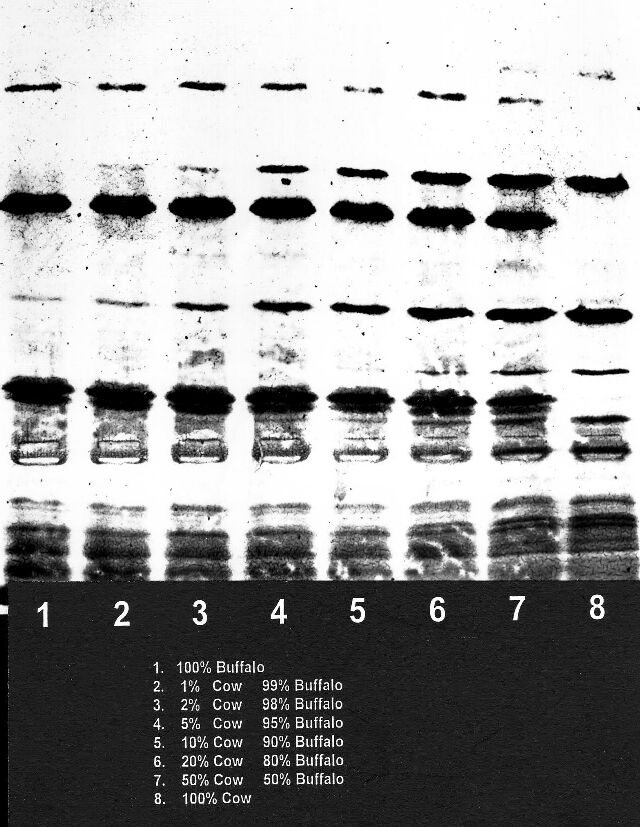 1 2 3 4 5 6 7 8
1. 100% Buffalo
2. 1% Cow 99% Buffalo
3. 2% Cow 98% Buffalo
4. 5% Cow 95% Buffalo
5. 10% Cow 90% Buffalo
6. 20% Cow 80% Buffalo
7. 50% Cow 50% Buffalo
8. 100% Cow